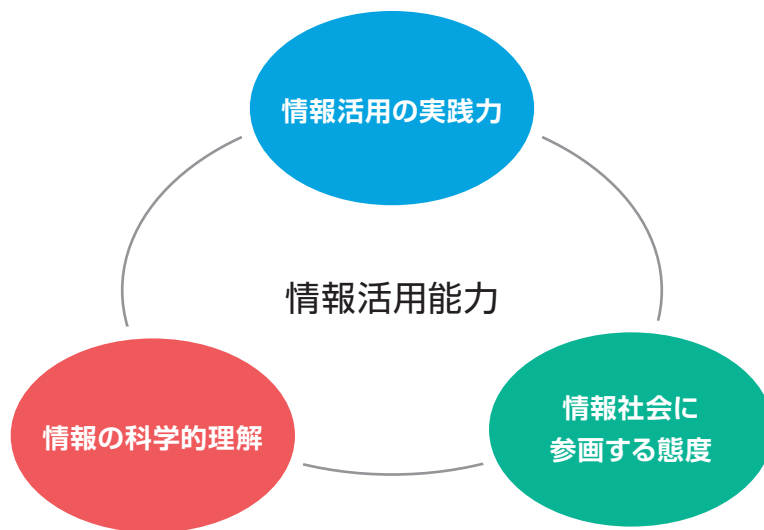 情報活用の実践力
情報活用能力
情報の科学的理解
情報社会に
参画する態度